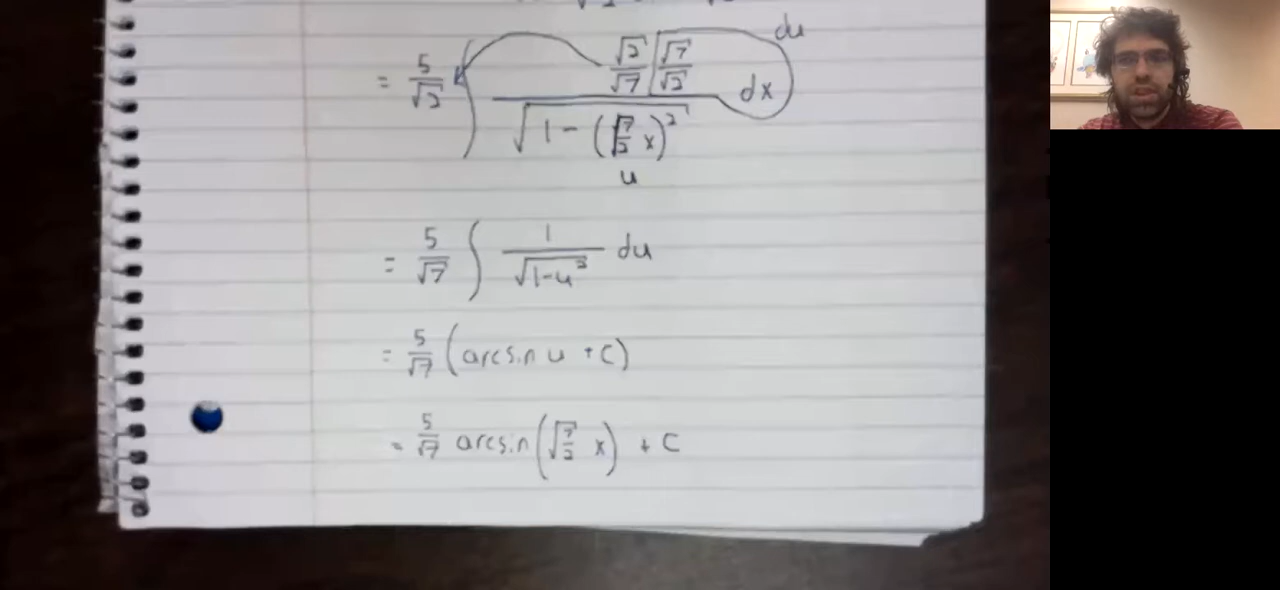 = 5/√2 ∫ √2/√7 √7/√2 dx / √(1 - (√(7/2) x)²) du
u
= 5/√7 ∫ 1/√(1-u²) du
= 5/√7 (arcsin u + C)
= 5/√7 arcsin(√(7/2) x) + C